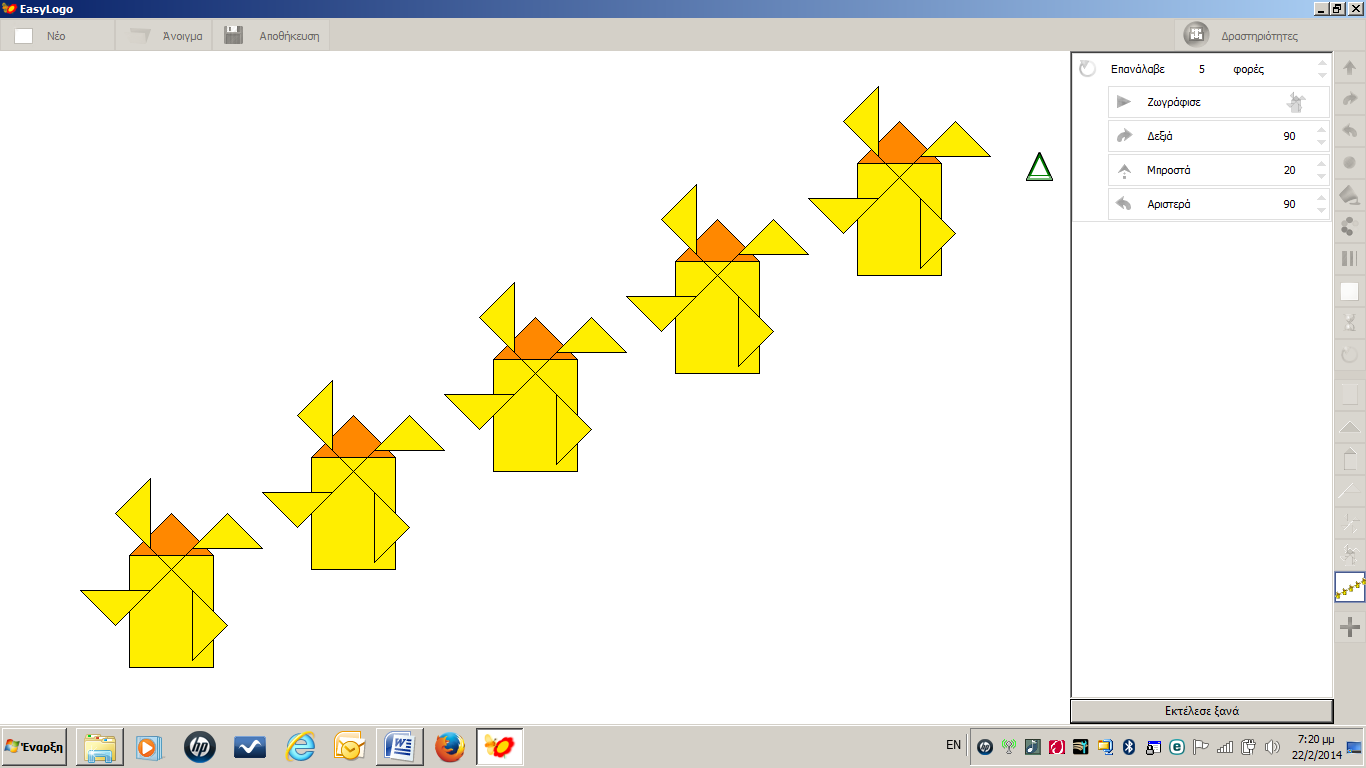 EasyLogo
Νέο
Άνοιγμα
Αποθήκευση
Δραστηριότητες
Επανάλαβε 5 φορές
Ζωγράφισε
Δεξιά 90
Μπροστά 20
Αριστερά 90
Εκτέλεσε ξανά
Έναρξη
EN
7:20 μμ
22/2/2014